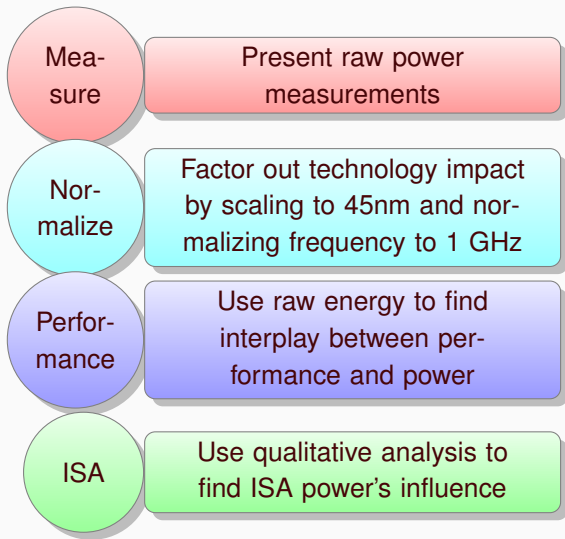 Mea-
sure
Present raw power
measurements
Nor-
malize
Factor out technology impact
by scaling to 45nm and nor-
malizing frequency to 1 GHz
Perfor-
mance
Use raw energy to find
interplay between per-
formance and power
ISA
Use qualitative analysis to
find ISA power's influence